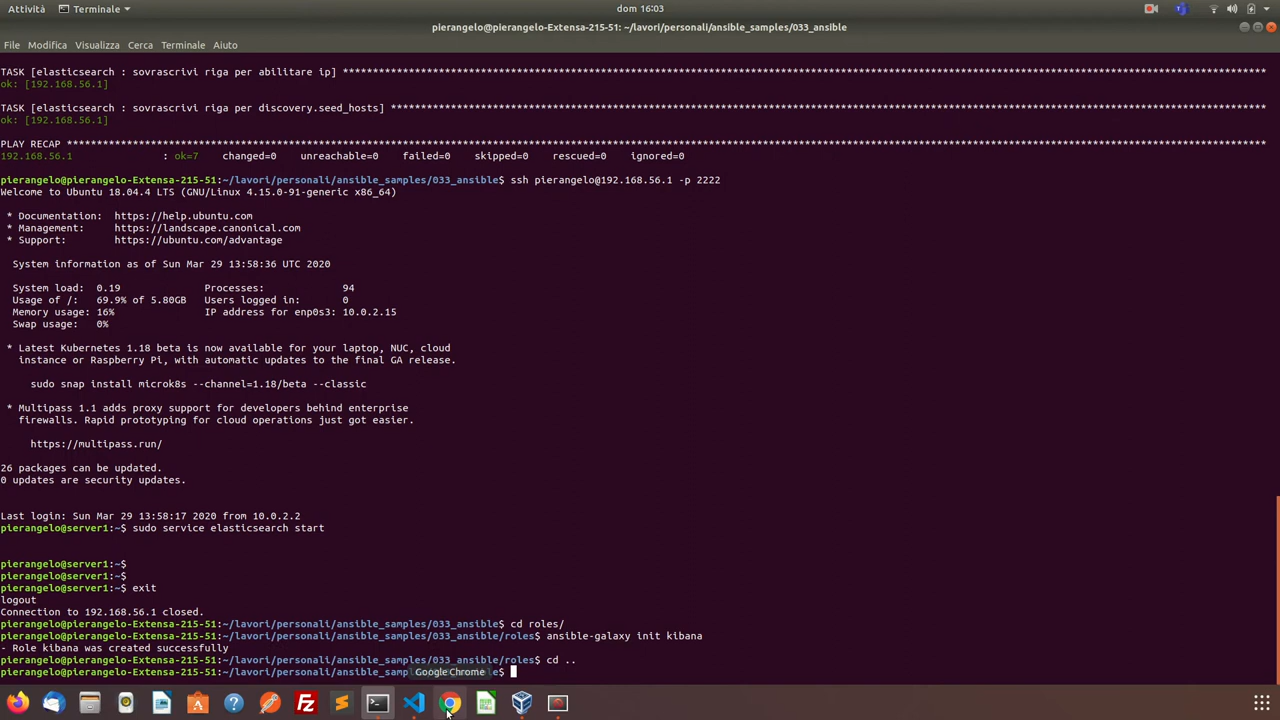 Attività
Terminale
dom 16:03
pierangelo@pierangelo-Extensa-215-51: ~/lavori/personali/ansible_samples/033_ansible
File Modifica Visualizza Cerca Terminale Aiuto
TASK [elasticsearch : sovrascrivi riga per abilitare ip]
ok: [192.168.56.1]
TASK [elasticsearch : sovrascrivi riga per discovery.seed_hosts]
ok: [192.168.56.1]
PLAY RECAP
192.168.56.1 : ok=7 changed=0 unreachable=0 failed=0 skipped=0 rescued=0 ignored=0
pierangelo@pierangelo-Extensa-215-51:~/lavori/personali/ansible_samples/033_ansible$ ssh pierangelo@192.168.56.1 -p 2222
Welcome to Ubuntu 18.04.4 LTS (GNU/Linux 4.15.0-91-generic x86_64)
* Documentation: https://help.ubuntu.com
* Management: https://landscape.canonical.com
* Support: https://ubuntu.com/advantage
System information as of Sun Mar 29 13:58:36 UTC 2020
System load: 0.19 Processes: 94
Usage of /: 69.9% of 5.80GB Users logged in: 0
Memory usage: 16% IP address for enp0s3: 10.0.2.15
Swap usage: 0%
* Latest Kubernetes 1.18 beta is now available for your laptop, NUC, cloud
instance or Raspberry Pi, with automatic updates to the final GA release.
sudo snap install microk8s --channel=1.18/beta --classic
* Multipass 1.1 adds proxy support for developers behind enterprise
firewalls. Rapid prototyping for cloud operations just got easier.
https://multipass.run/
26 packages can be updated.
0 updates are security updates.
Last login: Sun Mar 29 13:58:17 2020 from 10.0.2.2
pierangelo@server1:~$ sudo service elasticsearch start
pierangelo@server1:~$
pierangelo@server1:~$
pierangelo@server1:~$ exit
logout
Connection to 192.168.56.1 closed.
pierangelo@pierangelo-Extensa-215-51:~/lavori/personali/ansible_samples/033_ansible$ cd roles/
pierangelo@pierangelo-Extensa-215-51:~/lavori/personali/ansible_samples/033_ansible/roles$ ansible-galaxy init kibana
- Role kibana was created successfully
pierangelo@pierangelo-Extensa-215-51:~/lavori/personali/ansible_samples/033_ansible/roles$ cd ..
pierangelo@pierangelo-Extensa-215-51:~/lavori/personali/ansible_samp Google Chrome e$